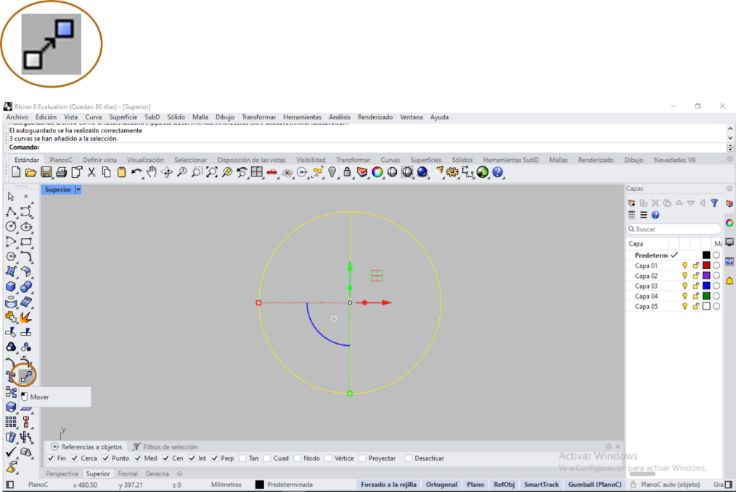 Rhino 8 Evaluation (Quedan 86 días) - [Superior]
Archivo Edición Vista Curva Superficie SubD Sólido Malla Dibujo Transformar Herramientas Análisis Renderizado Ventana Ayuda
El autoguardado se ha realizado correctamente
3 curvas se han añadido a la selección.
Comando:
Estándar PlanosC Definir vista Visualización Seleccionar Disposición de las vistas Visibilidad Transformar Curvas Superficies Sólidos Herramientas SubD Mallas Renderizado Dibujo Novedades V8
Superior
Capas
Buscar
Capa
Predeterm
Capa 01
Capa 02
Capa 03
Capa 04
Capa 05
Mover
y
Referencias a objetos Filtros de selección
Fin Cerca Punto Med Cen Int Perp Tan Cuad Nodo Vértice Proyectar Desactivar
Activar Windows
Ve a Configuración para activar Windows.
Perspectiva Superior Frontal Derecha
PlanoC x 480.50 y 397.21 z 0 Milímetros Predeterminada Forzado a la rejilla Ortogonal Plano RefObj SmartTrack Gumball (PlanoC) PlanoC auto (objeto)